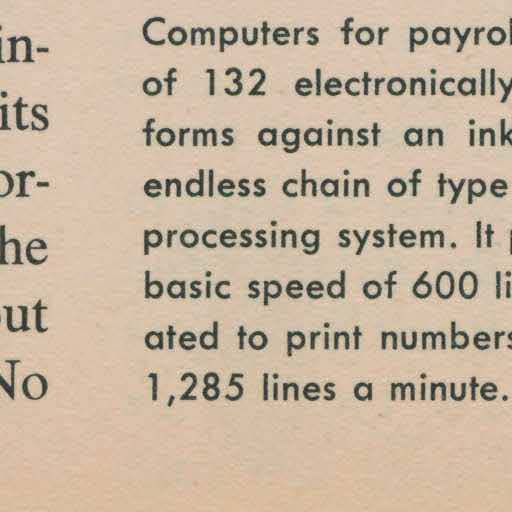 in-
its
or-
he
out
No
Computers for payrol
of 132 electronically
forms against an ink
endless chain of type
processing system. It
basic speed of 600 li
ated to print numbers
1,285 lines a minute.